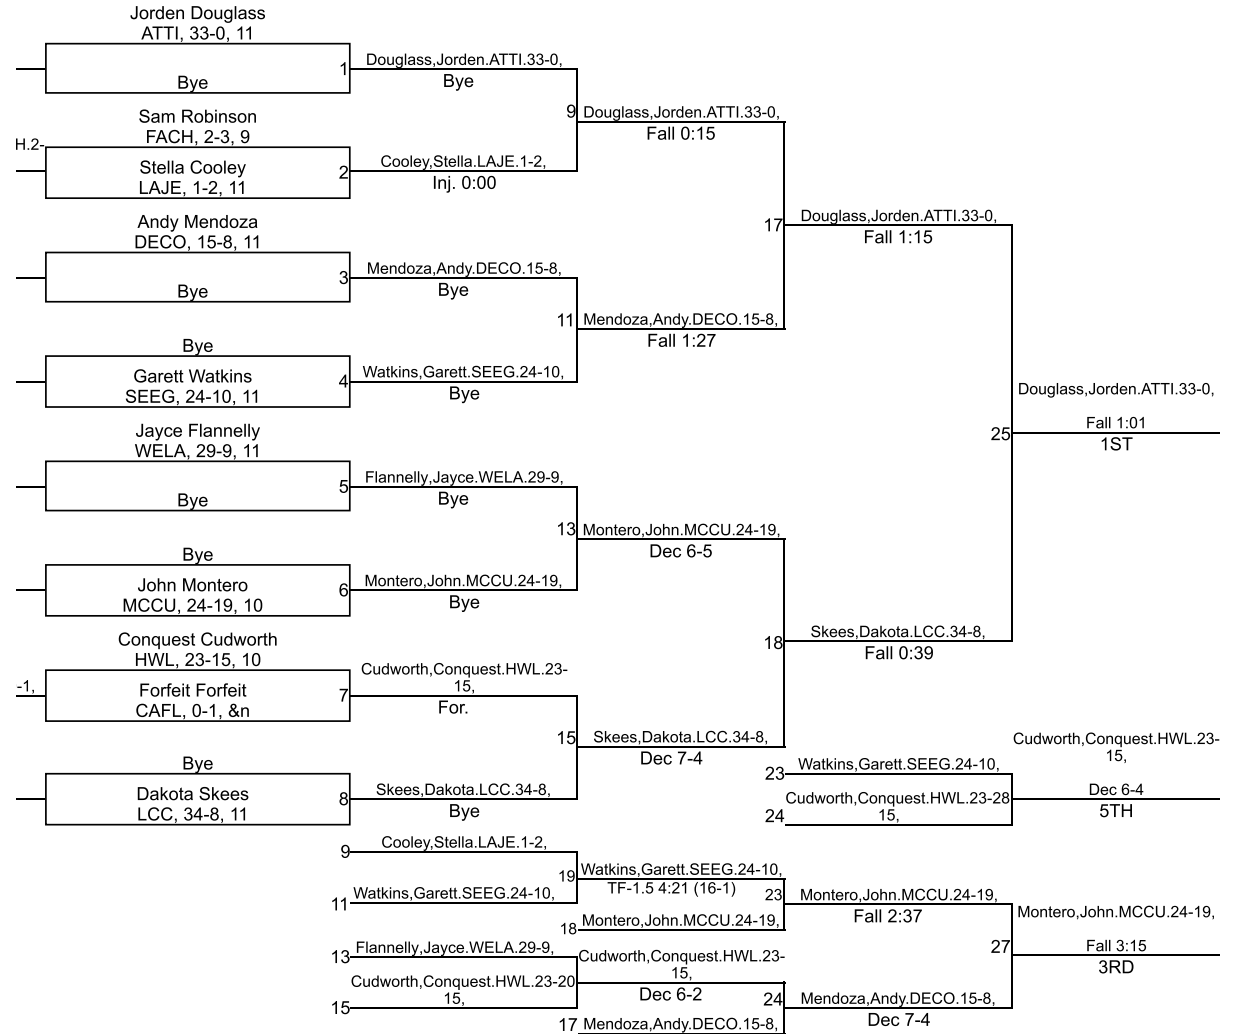 Jorden Douglass
ATTI, 33-0, 11
Bye
1
Douglass,Jorden.ATTI.33-0,
Bye
Sam Robinson
FACH, 2-3, 9
H.2-
Stella Cooley
LAJE, 1-2, 11
2
Cooley,Stella.LAJE.1-2,
Inj. 0:00
9
Douglass,Jorden.ATTI.33-0,
Fall 0:15
Andy Mendoza
DECO, 15-8, 11
Bye
3
Mendoza,Andy.DECO.15-8,
Bye
Bye
Garett Watkins
SEEG, 24-10, 11
4
Watkins,Garett.SEEG.24-10,
Bye
11
Mendoza,Andy.DECO.15-8,
Fall 1:27
17
Douglass,Jorden.ATTI.33-0,
Fall 1:15
Jayce Flannelly
WELA, 29-9, 11
Bye
5
Flannelly,Jayce.WELA.29-9,
Bye
Bye
John Montero
MCCU, 24-19, 10
6
Montero,John.MCCU.24-19,
Bye
13
Montero,John.MCCU.24-19,
Dec 6-5
Conquest Cudworth
HWL, 23-15, 10
-1,
Forfeit Forfeit
CAFL, 0-1, &n
7
Cudworth,Conquest.HWL.23-
15,
For.
Bye
Dakota Skees
LCC, 34-8, 11
8
Skees,Dakota.LCC.34-8,
Bye
15
Skees,Dakota.LCC.34-8,
Dec 7-4
18
Skees,Dakota.LCC.34-8,
Fall 0:39
25
Douglass,Jorden.ATTI.33-0,
Fall 1:01
1ST
23
Watkins,Garett.SEEG.24-10,
24
Cudworth,Conquest.HWL.23-28
15,
Cudworth,Conquest.HWL.23-
15,
Dec 6-4
5TH
9
Cooley,Stella.LAJE.1-2,
11
Watkins,Garett.SEEG.24-10,
19
Watkins,Garett.SEEG.24-10,
TF-1.5 4:21 (16-1)
18
Montero,John.MCCU.24-19,
23
Montero,John.MCCU.24-19,
Fall 2:37
13
Flannelly,Jayce.WELA.29-9,
15
Cudworth,Conquest.HWL.23-20
15,
Cudworth,Conquest.HWL.23-
15,
Dec 6-2
17
Mendoza,Andy.DECO.15-8,
24
Mendoza,Andy.DECO.15-8,
Dec 7-4
27
Montero,John.MCCU.24-19,
Fall 3:15
3RD